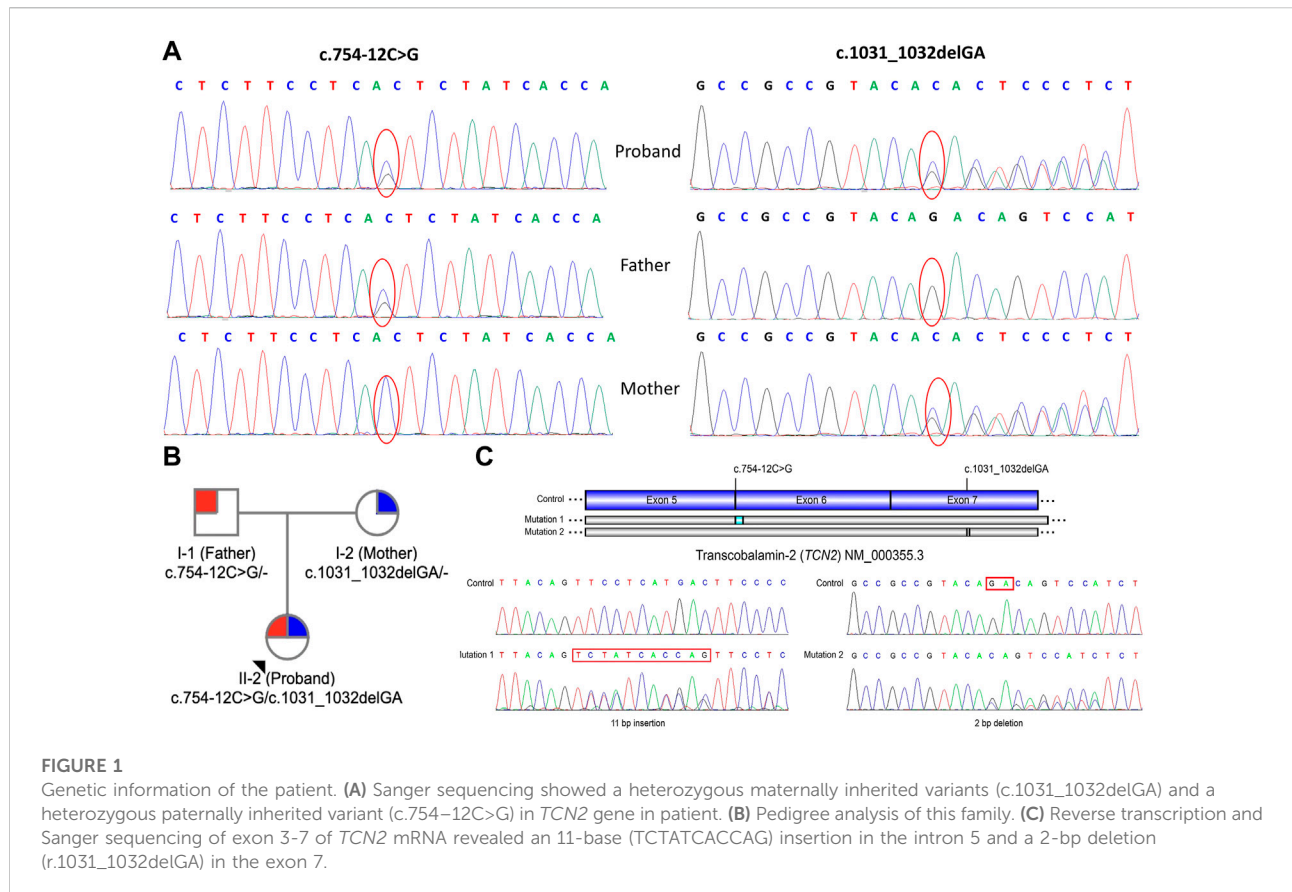 A
c.754-12C>G
c.1031_1032delGA
C T C T T C C T C A C T C T A T C A C C A
G C C G C C G T A C A C A C T C C C T C T
Proband
C T C T T C C T C A C T C T A T C A C C A
G C C G C C G T A C A G A C A G T C C A T
Father
C T C T T C C T C A C T C T A T C A C C A
G C C G C C G T A C A C A C T C C C T C T
Mother
B
I-1 (Father)
c.754-12C>G/-
I-2 (Mother)
c.1031_1032delGA/-
II-2 (Proband)
c.754-12C>G/c.1031_1032delGA
C
c.754-12C>G
c.1031_1032delGA
Control
Exon 5
Exon 6
Exon 7
Mutation 1
Mutation 2
Transcobalamin-2 (TCN2) NM_000355.3
Control
T T A C A G T T C C T C A T G A C T T C C C C
Control
G C C G C C G T A C A G A C A G T C C A T C T
lutation 1
T T A C A G T C T A T C A C C A G T T C C T C
Mutation 2
G C C G C C G T A C A C A G T C C A T C T C T
11 bp insertion
2 bp deletion
FIGURE 1
Genetic information of the patient. (A) Sanger sequencing showed a heterozygous maternally inherited variants (c.1031_1032delGA) and a
heterozygous paternally inherited variant (c.754–12C>G) in TCN2 gene in patient. (B) Pedigree analysis of this family. (C) Reverse transcription and
Sanger sequencing of exon 3-7 of TCN2 mRNA revealed an 11-base (TCTATCACCAG) insertion in the intron 5 and a 2-bp deletion
(r.1031_1032delGA) in the exon 7.